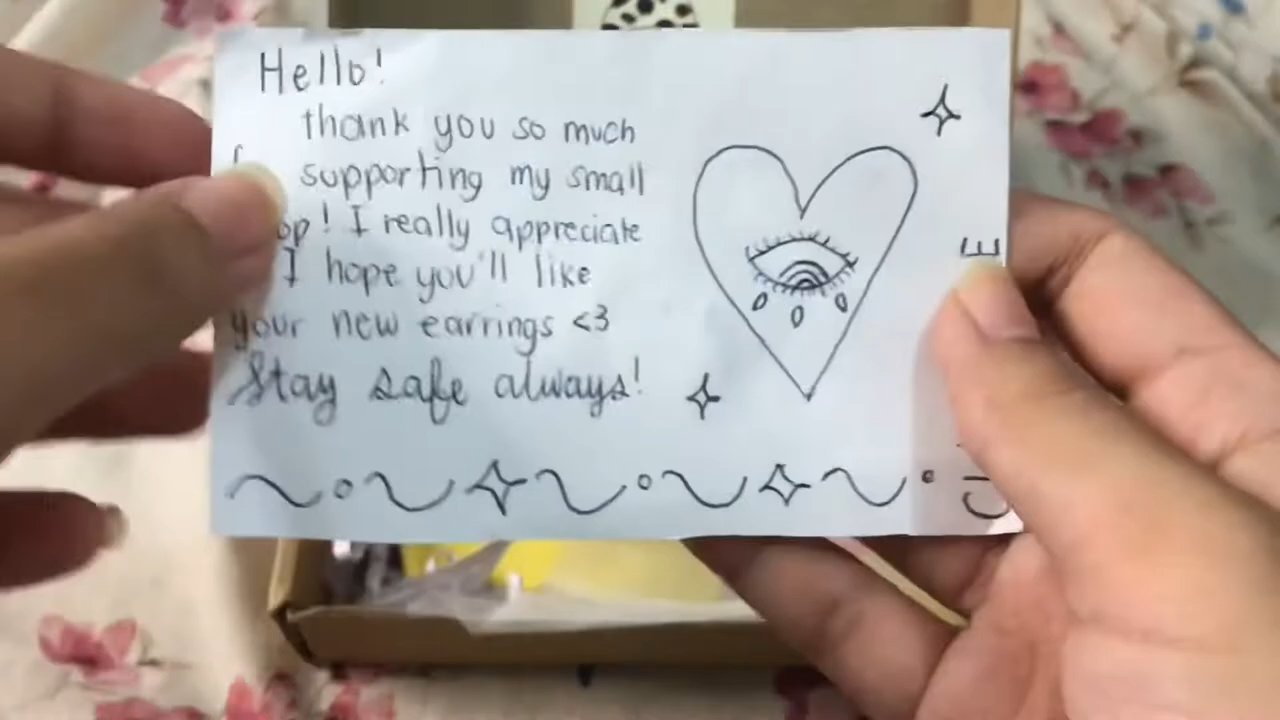 Hello!
thank you so much
supporting my small
op! I really appreciate
I hope you'll like
your new earrings <3
Stay safe always!